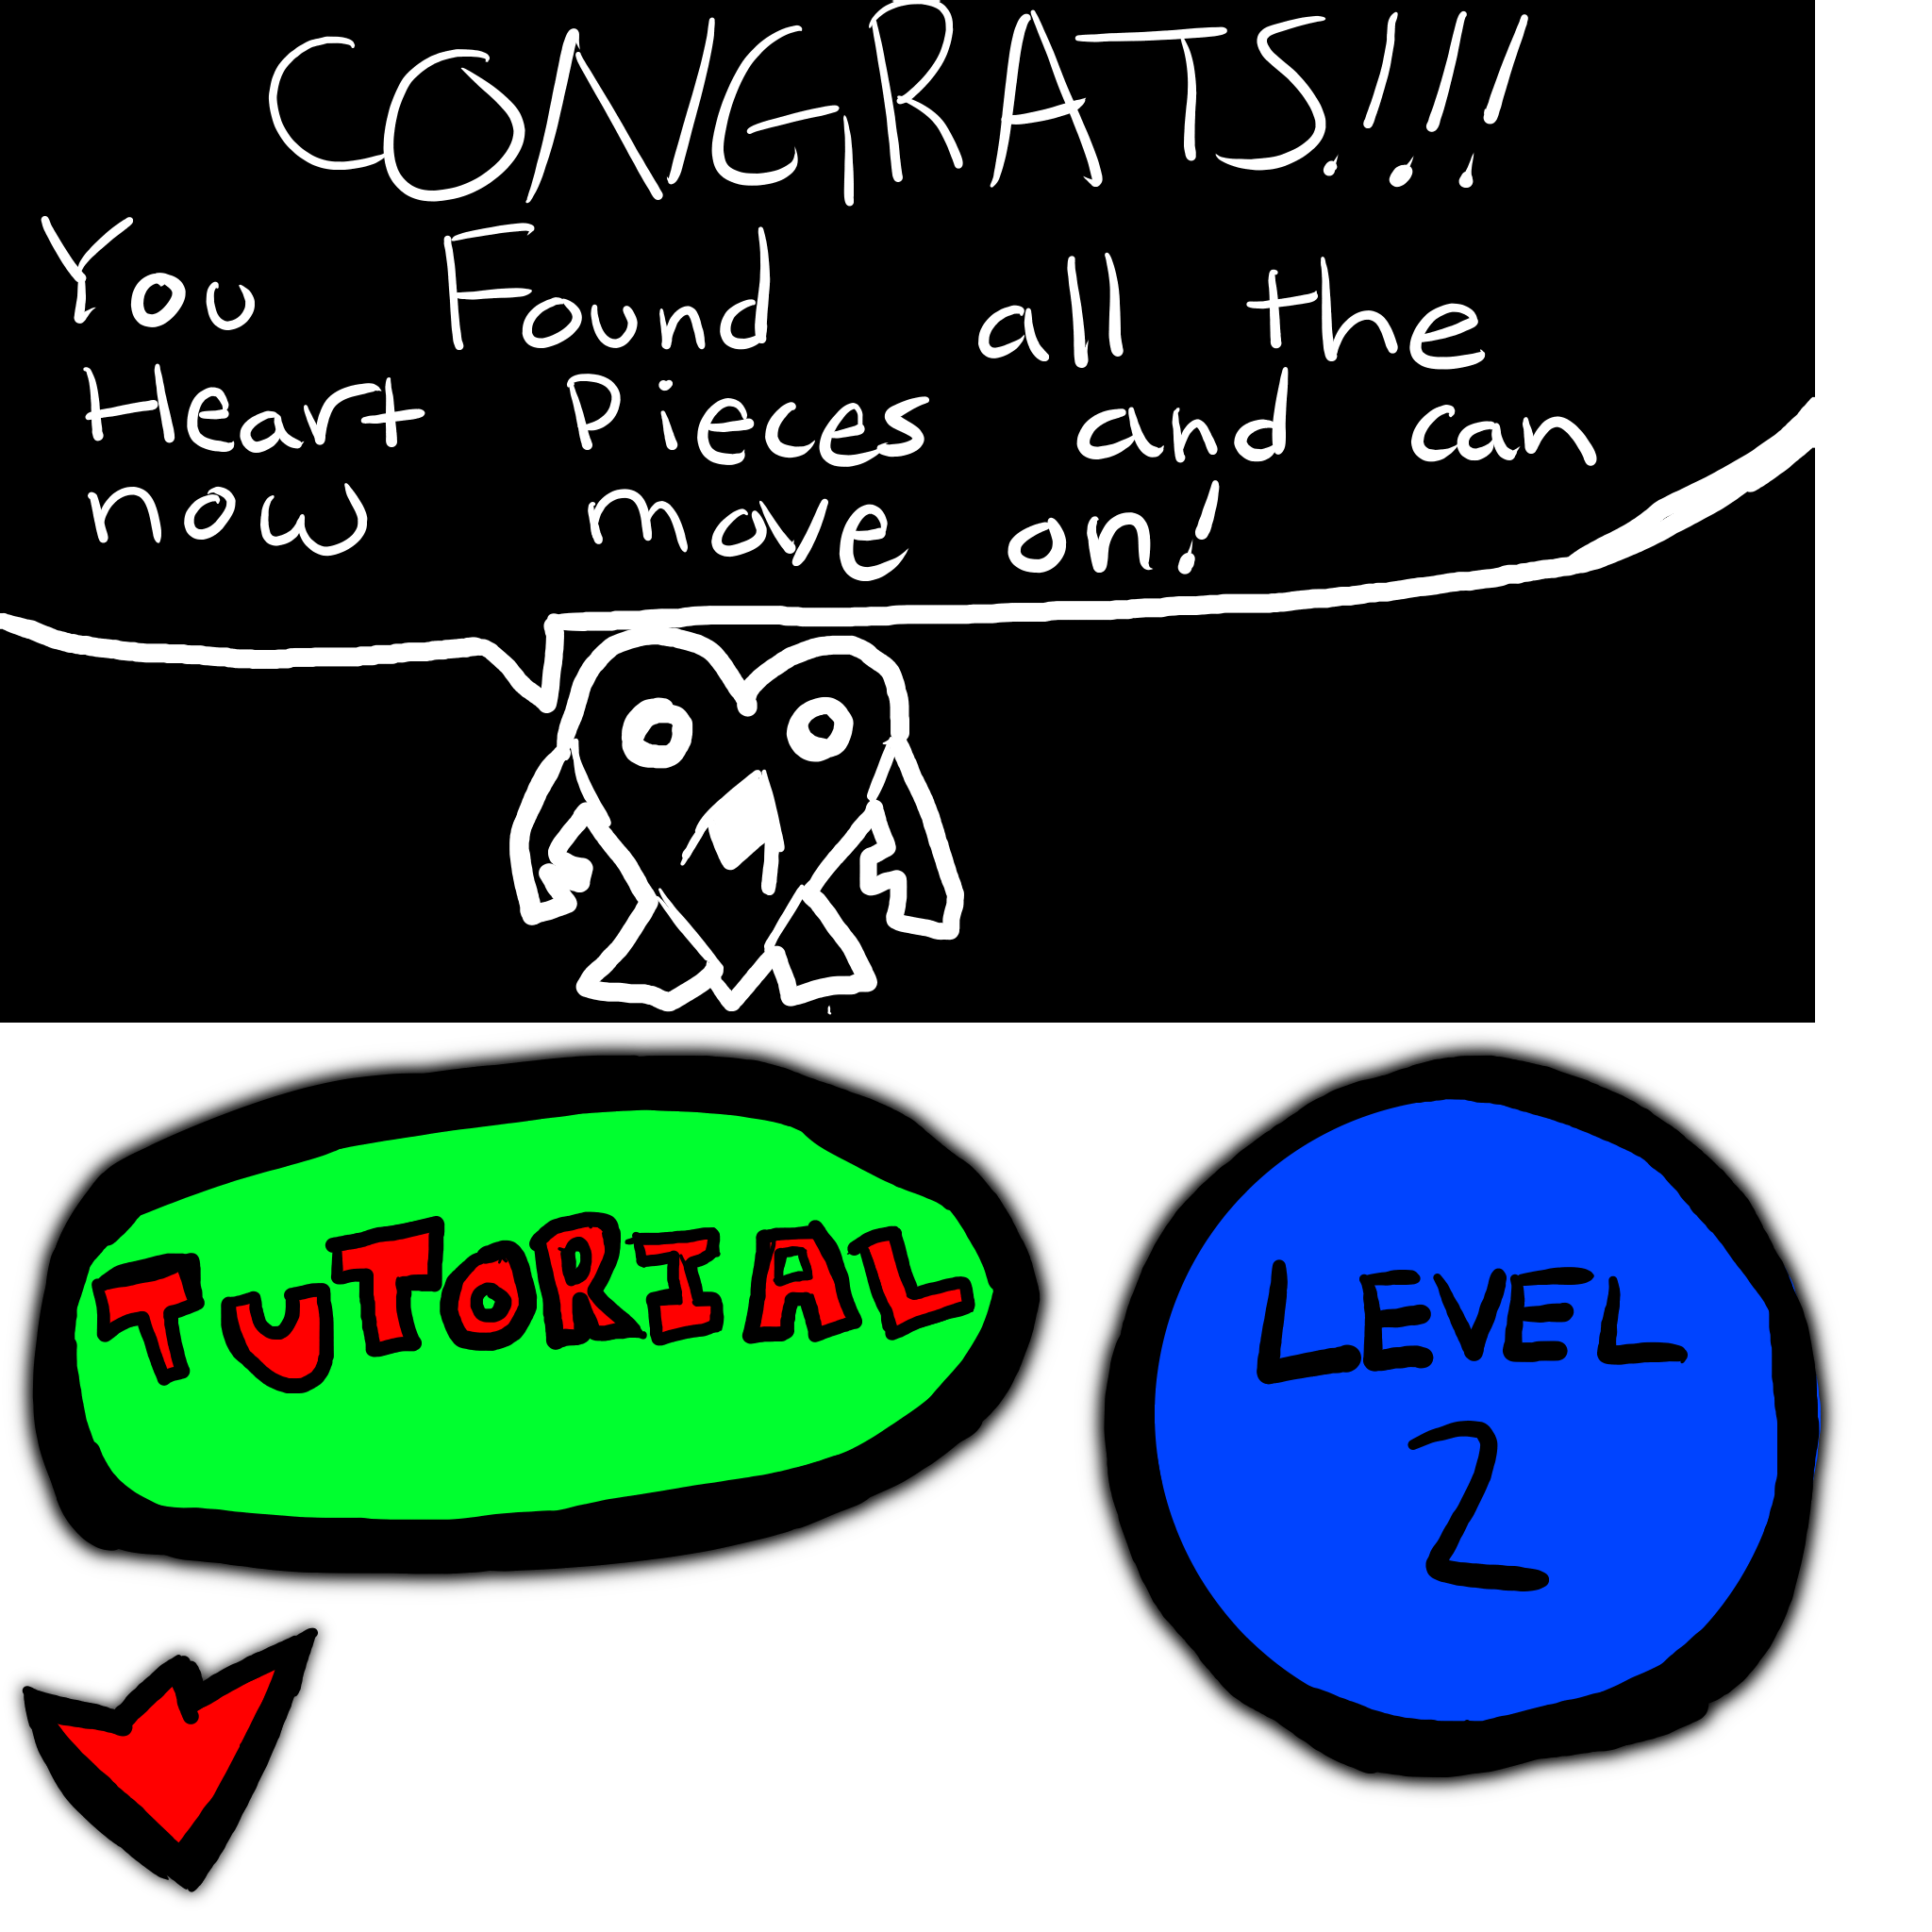 CONGRATS!!!
You Found all the
Heart Pieces and can
now move on!
TUTORIAL
LEVEL
2